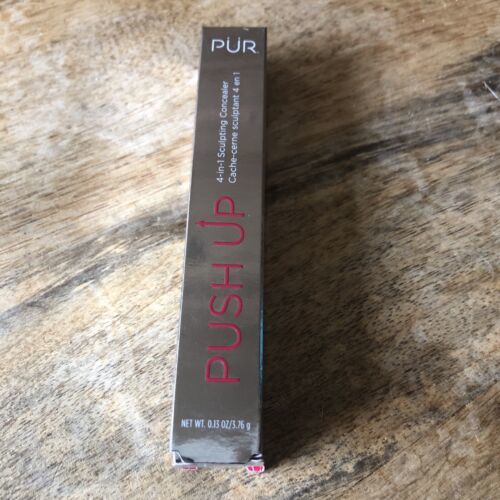 PÜR
4-in-1 Sculpting Concealer
Cache-cerne sculptant 4 en 1
PUSH UP
NET WT. 0.13 OZ/3.76 g